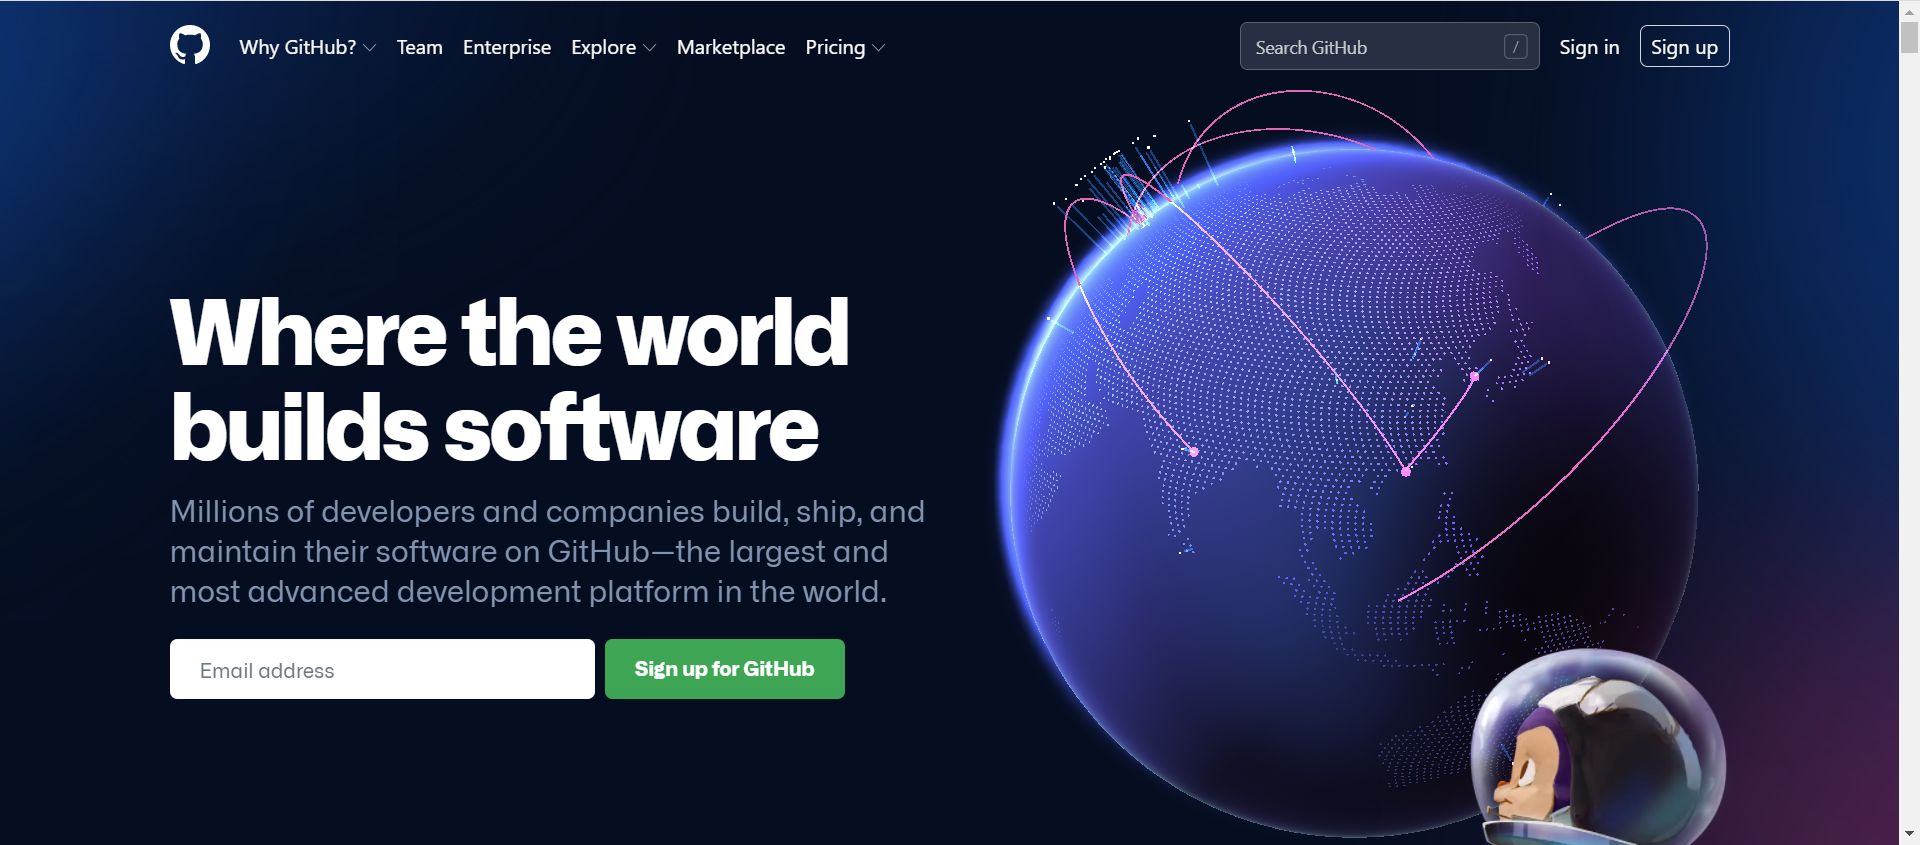 Why GitHub? Team Enterprise Explore Marketplace Pricing Search GitHub / Sign in Sign up
Where the world
builds software
Millions of developers and companies build, ship, and
maintain their software on GitHub—the largest and
most advanced development platform in the world.
Email address Sign up for GitHub